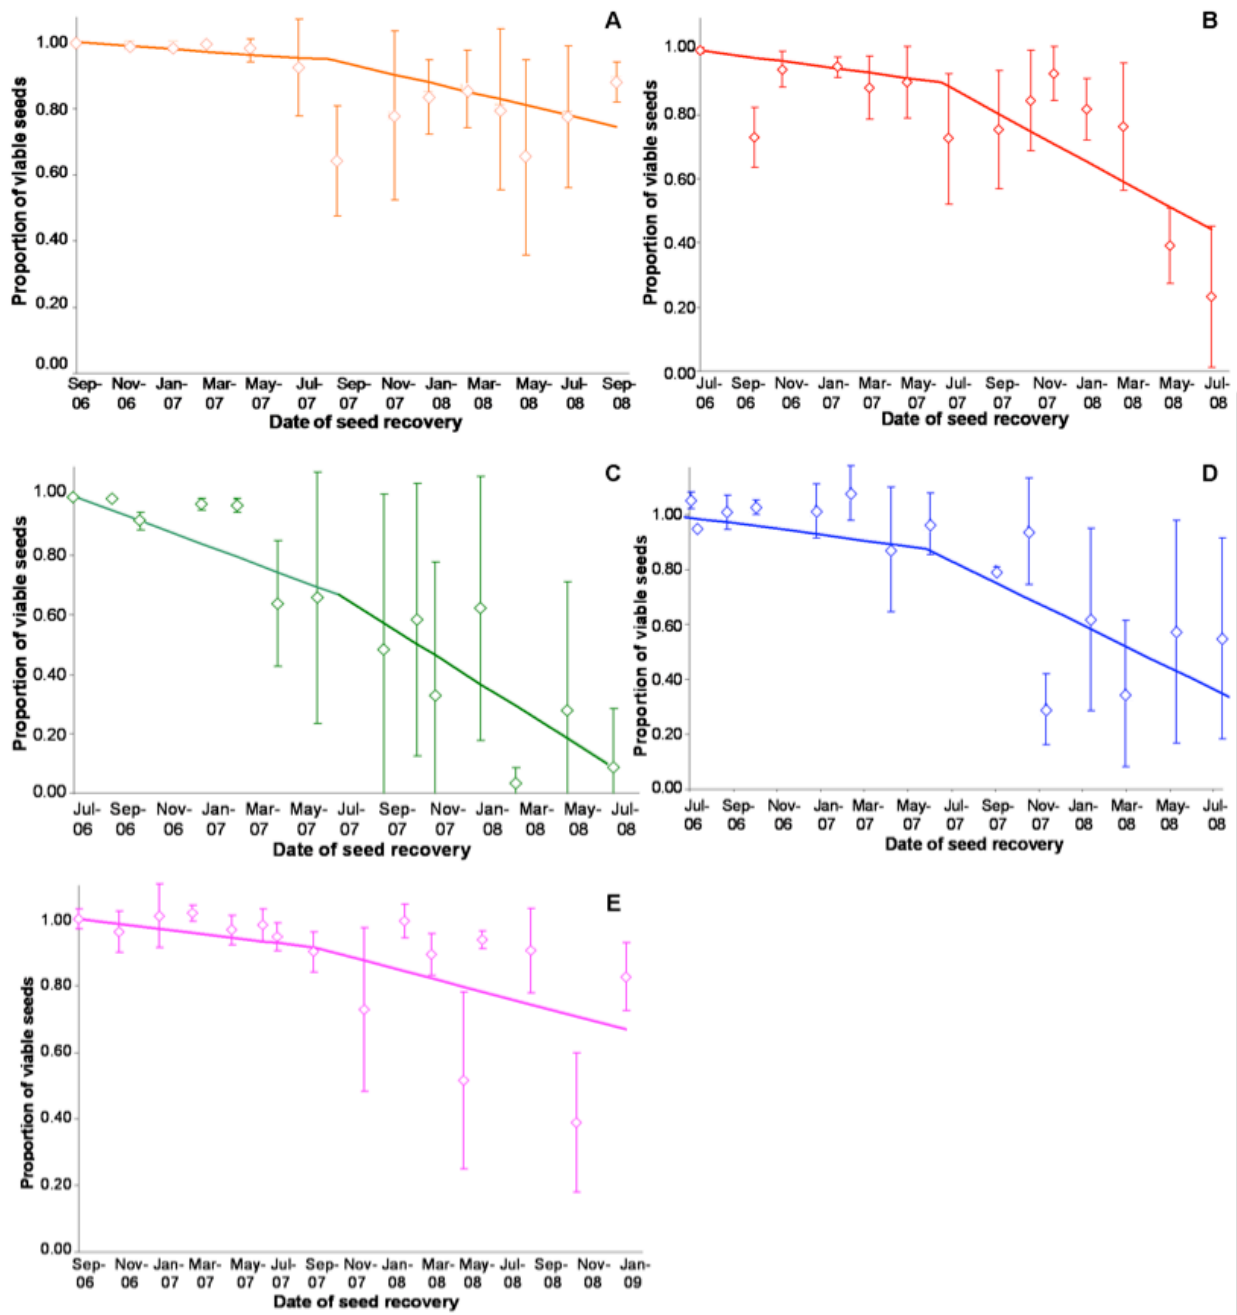 A
Proportion of viable seeds
1.00
0.80
0.60
0.40
0.20
0.00
Sep- Nov- Jan- Mar- May- Jul- Sep- Nov- Jan- Mar- May- Jul- Sep-
06 06 07 07 07 07 07 07 08 08 08 08 08
Date of seed recovery
B
Proportion of viable seeds
1.00
0.80
0.60
0.40
0.20
0.00
Jul- Sep- Nov- Jan- Mar- May- Jul- Sep- Nov- Jan- Mar- May- Jul-
06 06 06 07 07 07 07 07 07 08 08 08 08
Date of seed recovery
C
Proportion of viable seeds
1.00
0.80
0.60
0.40
0.20
0.00
Jul- Sep- Nov- Jan- Mar- May- Jul- Sep- Nov- Jan- Mar- May- Jul-
06 06 06 07 07 07 07 07 07 08 08 08 08
Date of seed recovery
D
Proportion of viable seeds
1.00
0.80
0.60
0.40
0.20
0.00
Jul- Sep- Nov- Jan- Mar- May- Jul- Sep- Nov- Jan- Mar- May- Jul-
06 06 06 07 07 07 07 07 07 08 08 08 08
Date of seed recovery
E
Proportion of viable seeds
1.00
0.80
0.60
0.40
0.20
0.00
Sep- Nov- Jan- Mar- May- Jul- Sep- Nov- Jan- Mar- May- Jul- Sep- Nov- Jan-
06 06 07 07 07 07 07 07 08 08 08 08 08 08 09
Date of seed recovery